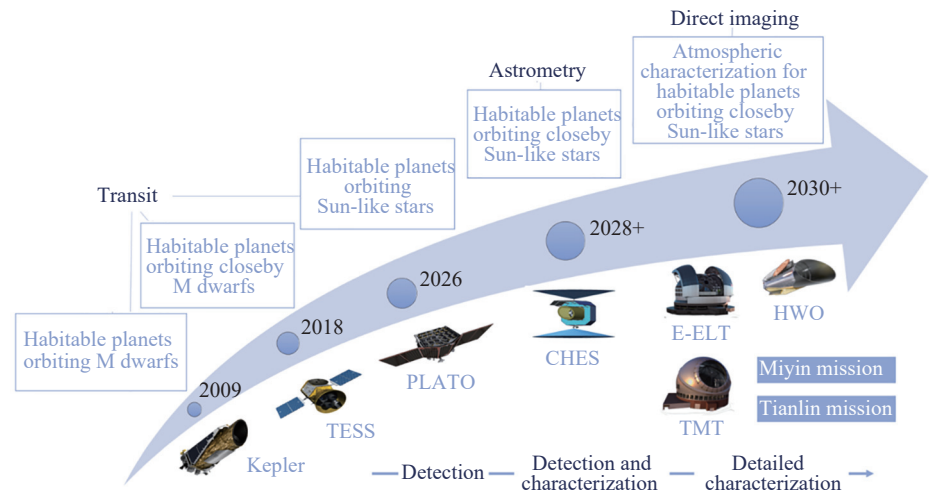 Direct imaging
Atmospheric
characterization for
habitable planets
orbiting closeby
Sun-like stars
Astrometry
Habitable planets
orbiting closeby
Sun-like stars
Habitable planets
orbiting
Sun-like stars
Transit
Habitable planets
orbiting closeby
M dwarfs
Habitable planets
orbiting M dwarfs
2009
2018
2026
2028+
2030+
Kepler
TESS
PLATO
CHES
E-ELT
HWO
TMT
Miyin mission
Tianlin mission
Detection
Detection and
characterization
Detailed
characterization